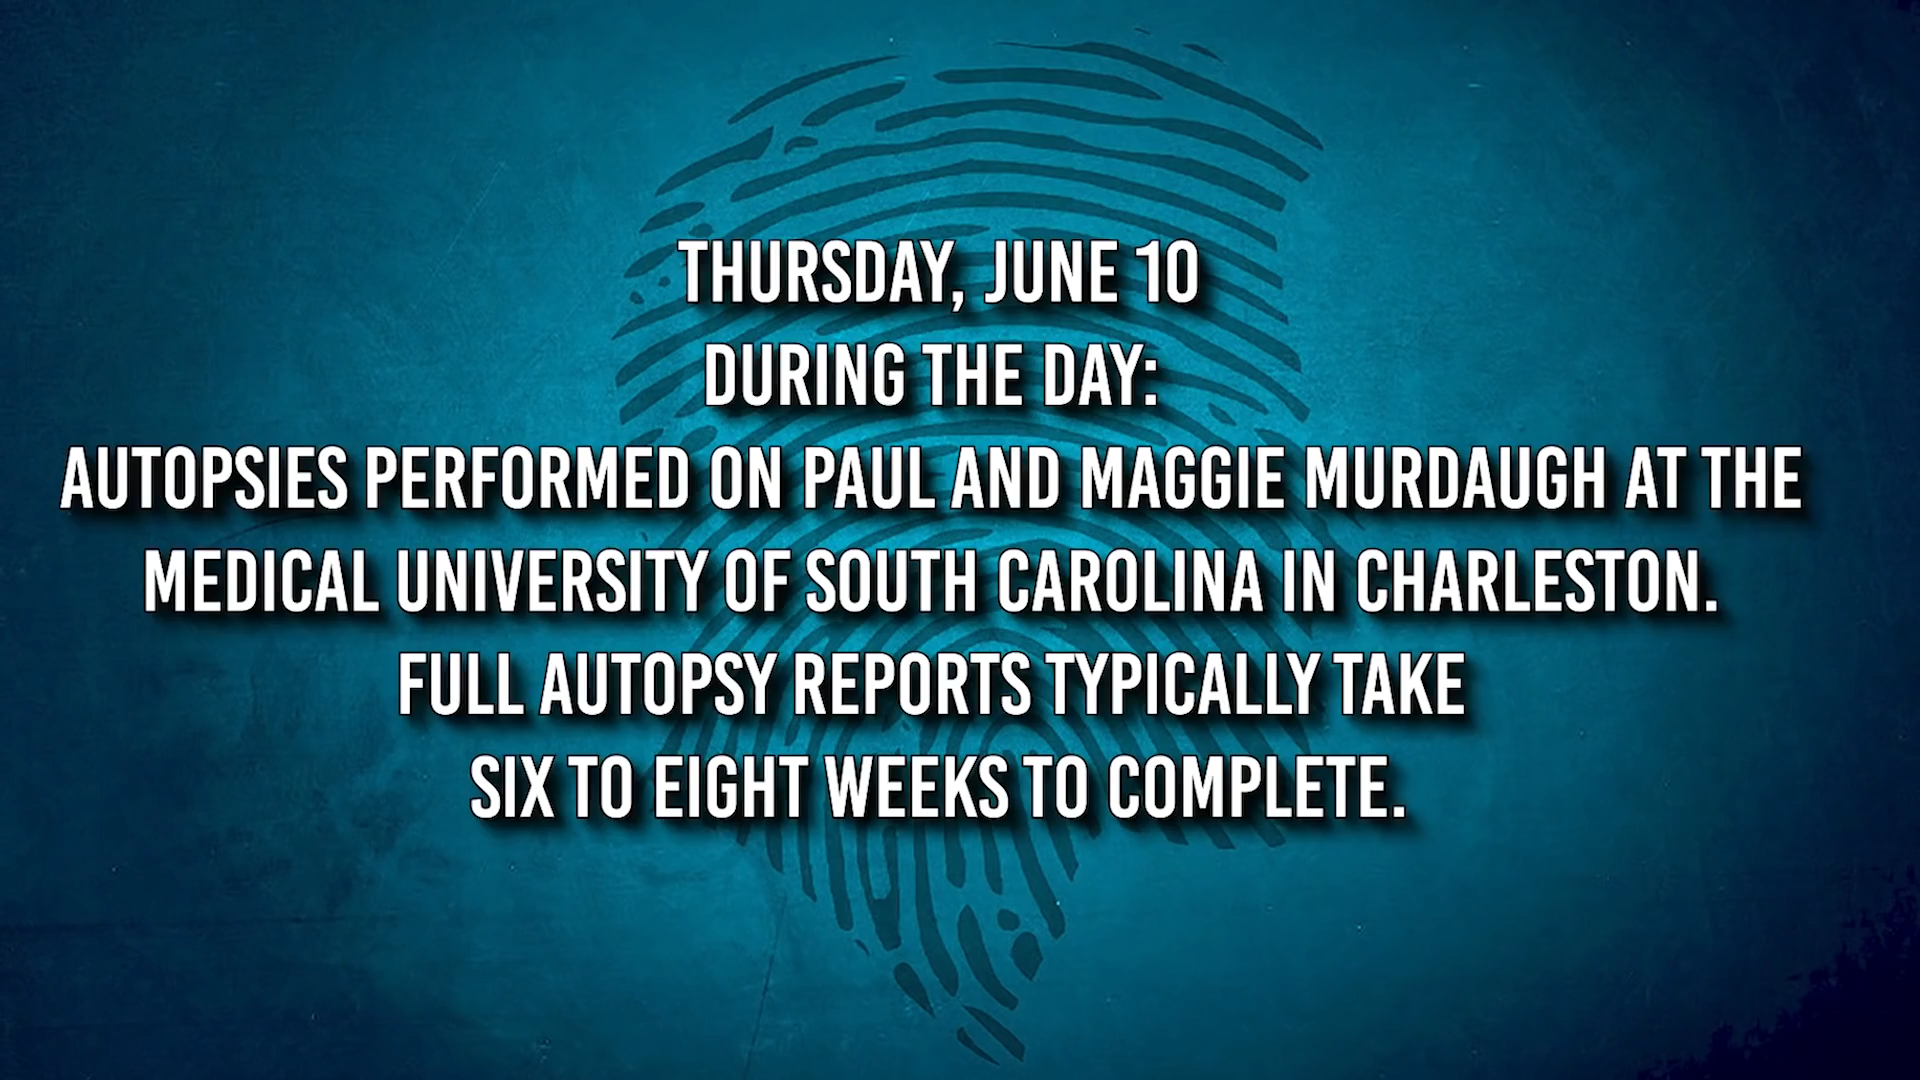 THURSDAY, JUNE 10
DURING THE DAY:
AUTOPSIES PERFORMED ON PAUL AND MAGGIE MURDAUGH AT THE
MEDICAL UNIVERSITY OF SOUTH CAROLINA IN CHARLESTON.
FULL AUTOPSY REPORTS TYPICALLY TAKE
SIX TO EIGHT WEEKS TO COMPLETE.